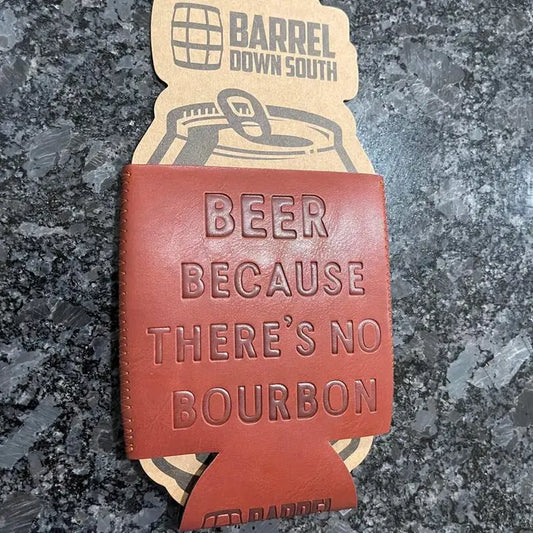 BARREL
DOWN SOUTH
BEER
BECAUSE
THERE'S NO
BOURBON
BARREL